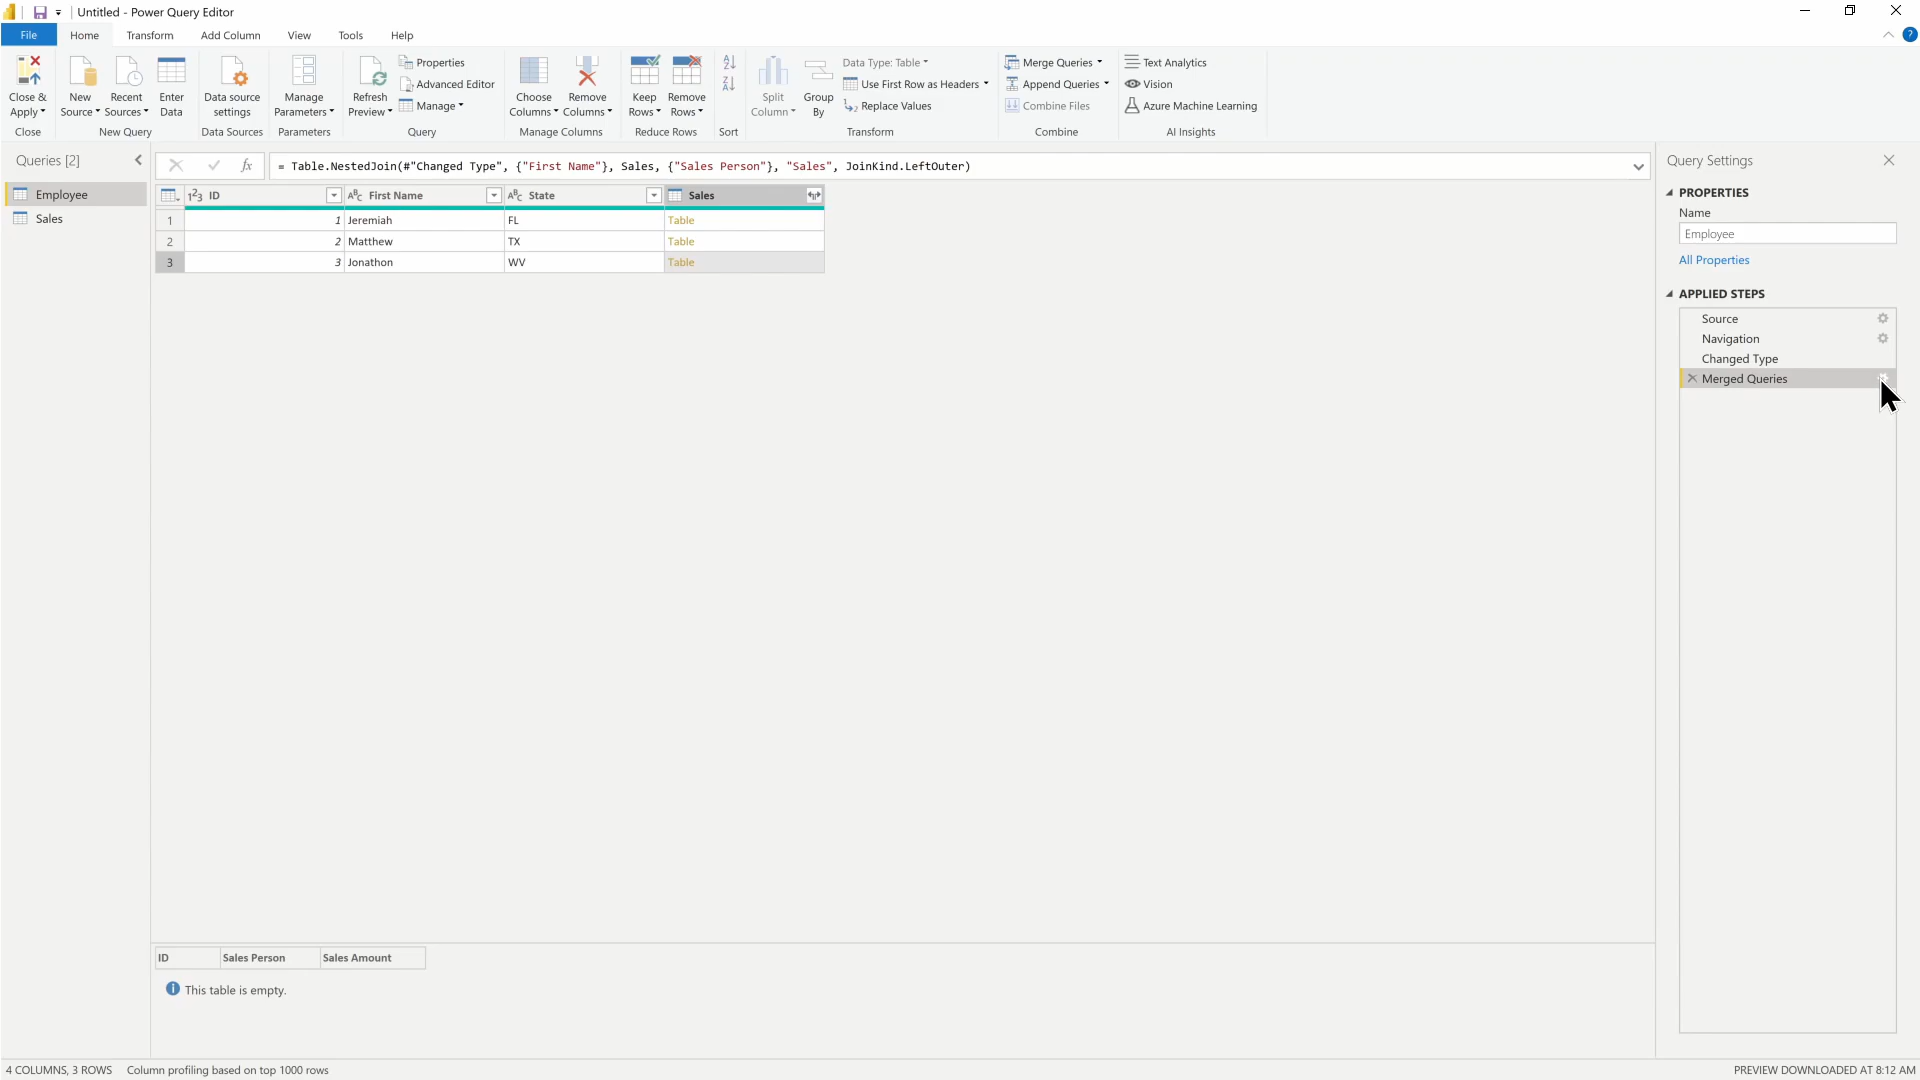 Untitled - Power Query Editor
File Home Transform Add Column View Tools Help
Close & Apply
New Source
Recent Sources
Enter Data
Data source settings
Manage Parameters
Refresh Preview
Properties
Advanced Editor
Manage
Choose Columns
Remove Columns
Keep Rows
Remove Rows
Split Column
Group By
Data Type: Table
Use First Row as Headers
Replace Values
Merge Queries
Append Queries
Combine Files
Text Analytics
Vision
Azure Machine Learning
Close New Query Data Sources Parameters Query Manage Columns Reduce Rows Sort Transform Combine AI Insights
Queries [2]
Employee
Sales
fx
= Table.NestedJoin(#"Changed Type", {"First Name"}, Sales, {"Sales Person"}, "Sales", JoinKind.LeftOuter)
123 ID ABC First Name ABC State Sales
1 1 Jeremiah FL Table
2 2 Matthew TX Table
3 3 Jonathon WV Table
ID Sales Person Sales Amount
This table is empty.
Query Settings
PROPERTIES
Name
Employee
All Properties
APPLIED STEPS
Source
Navigation
Changed Type
Merged Queries
4 COLUMNS, 3 ROWS Column profiling based on top 1000 rows
PREVIEW DOWNLOADED AT 8:12 AM